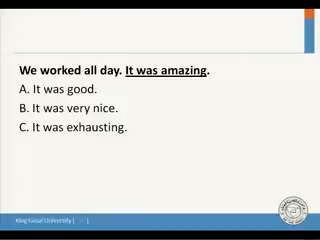 We worked all day. It was amazing.
A. It was good.
B. It was very nice.
C. It was exhausting.
King Faisal University |     |